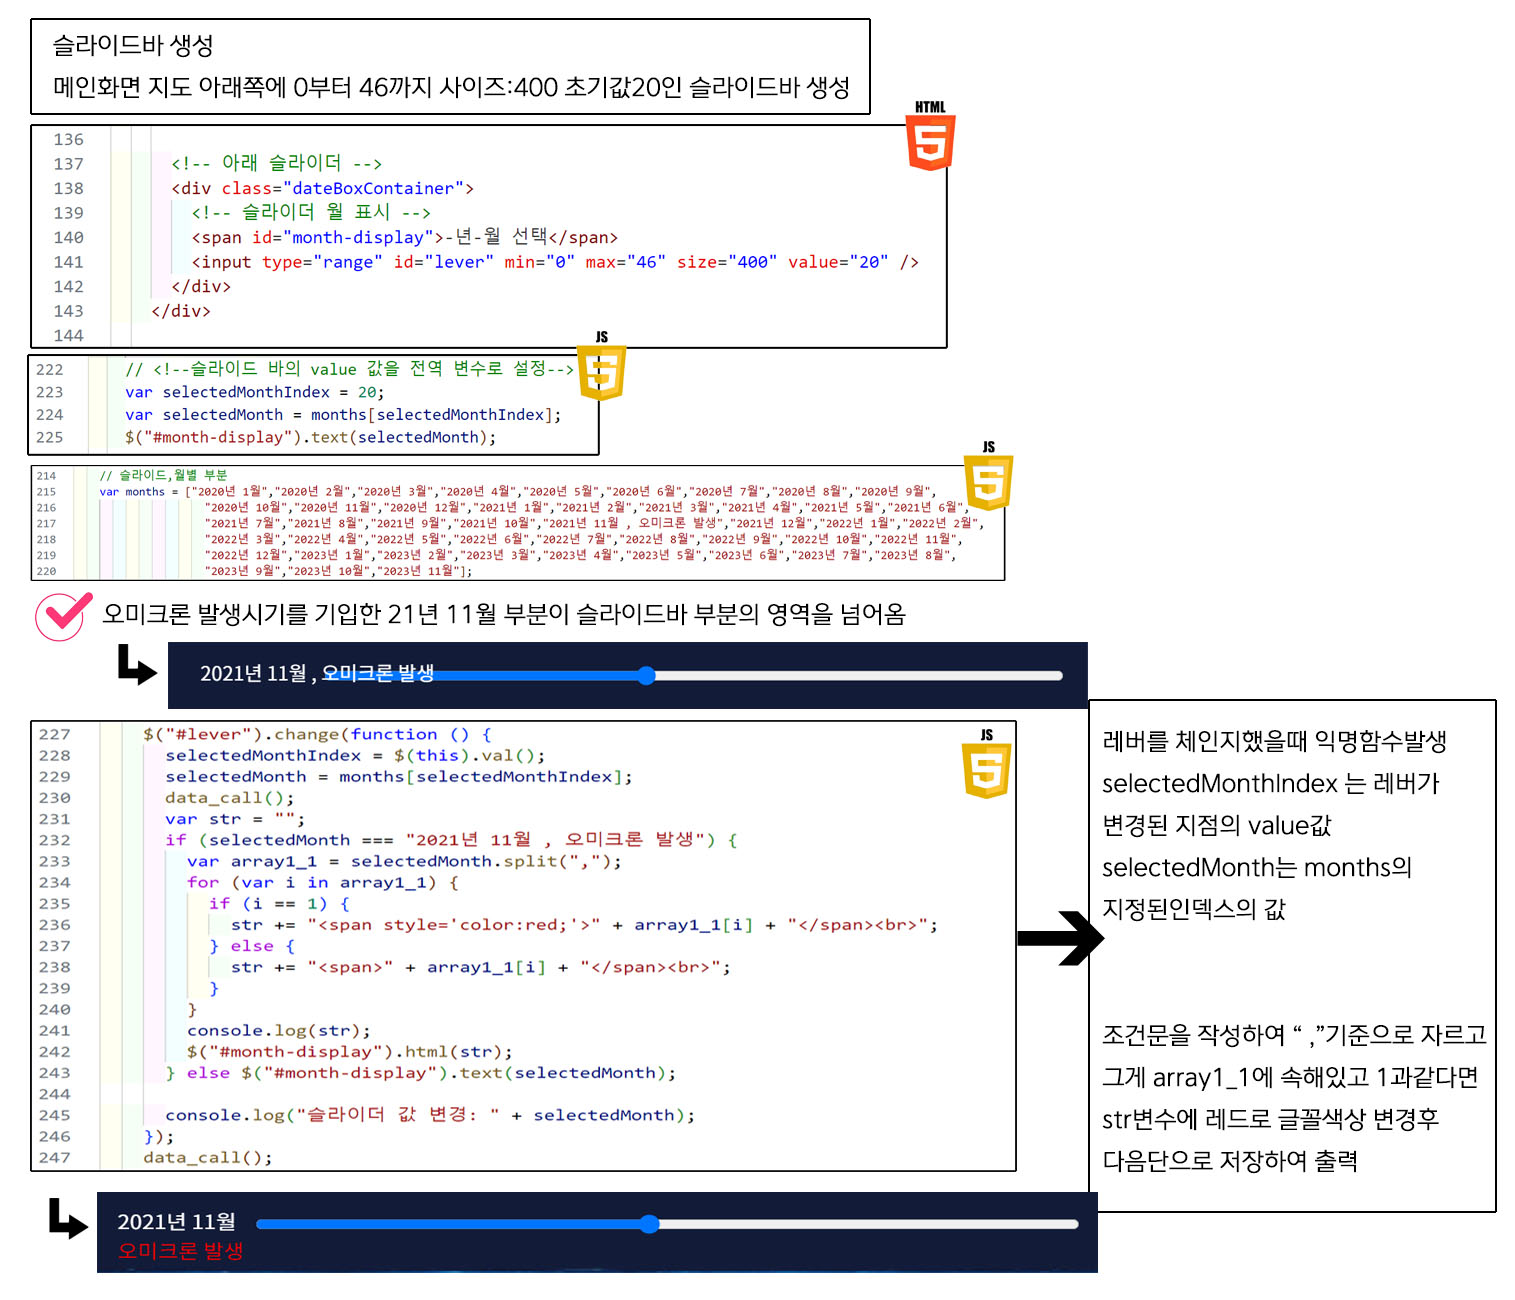 슬라이드바 생성
메인화면 지도 아래쪽에 0부터 46까지 사이즈:400 초기값20인 슬라이드바 생성
HTML
136
137 <!-- 아래 슬라이더 -->
138 <div class="dateBoxContainer">
139 <!-- 슬라이더 월 표시 -->
140 <span id="month-display">-년-월 선택</span>
141 <input type="range" id="lever" min="0" max="46" size="400" value="20" />
142 </div>
143 </div>
144
JS
222 // <!--슬라이드 바의 value 값을 전역 변수로 설정-->
223 var selectedMonthIndex = 20;
224 var selectedMonth = months[selectedMonthIndex];
225 $("#month-display").text(selectedMonth);
JS
214 // 슬라이드,월별 부분
215 var months = ["2020년 1월","2020년 2월","2020년 3월","2020년 4월","2020년 5월","2020년 6월","2020년 7월","2020년 8월","2020년 9월",
216 "2020년 10월","2020년 11월","2020년 12월","2021년 1월","2021년 2월","2021년 3월","2021년 4월","2021년 5월","2021년 6월",
217 "2021년 7월","2021년 8월","2021년 9월","2021년 10월","2021년 11월 , 오미크론 발생","2021년 12월","2022년 1월","2022년 2월",
218 "2022년 3월","2022년 4월","2022년 5월","2022년 6월","2022년 7월","2022년 8월","2022년 9월","2022년 10월","2022년 11월",
219 "2022년 12월","2023년 1월","2023년 2월","2023년 3월","2023년 4월","2023년 5월","2023년 6월","2023년 7월","2023년 8월",
220 "2023년 9월","2023년 10월","2023년 11월"];
오미크론 발생시기를 기입한 21년 11월 부분이 슬라이드바 부분의 영역을 넘어옴
2021년 11월 , 오미크론 발생
JS
227 $("#lever").change(function () {
228 selectedMonthIndex = $(this).val();
229 selectedMonth = months[selectedMonthIndex];
230 data_call();
231 var str = "";
232 if (selectedMonth === "2021년 11월 , 오미크론 발생") {
233 var array1_1 = selectedMonth.split(",");
234 for (var i in array1_1) {
235 if (i == 1) {
236 str += "<span style='color:red;'>" + array1_1[i] + "</span><br>";
237 } else {
238 str += "<span>" + array1_1[i] + "</span><br>";
239 }
240 }
241 console.log(str);
242 $("#month-display").html(str);
243 } else $("#month-display").text(selectedMonth);
244
245 console.log("슬라이더 값 변경: " + selectedMonth);
246 });
247 data_call();
레버를 체인지했을때 익명함수발생
selectedMonthIndex 는 레버가
변경된 지점의 value값
selectedMonth는 months의
지정된인덱스의 값
조건문을 작성하여 “ ,”기준으로 자르고
그게 array1_1에 속해있고 1과같다면
str변수에 레드로 글꼴색상 변경후
다음단으로 저장하여 출력
2021년 11월
오미크론 발생